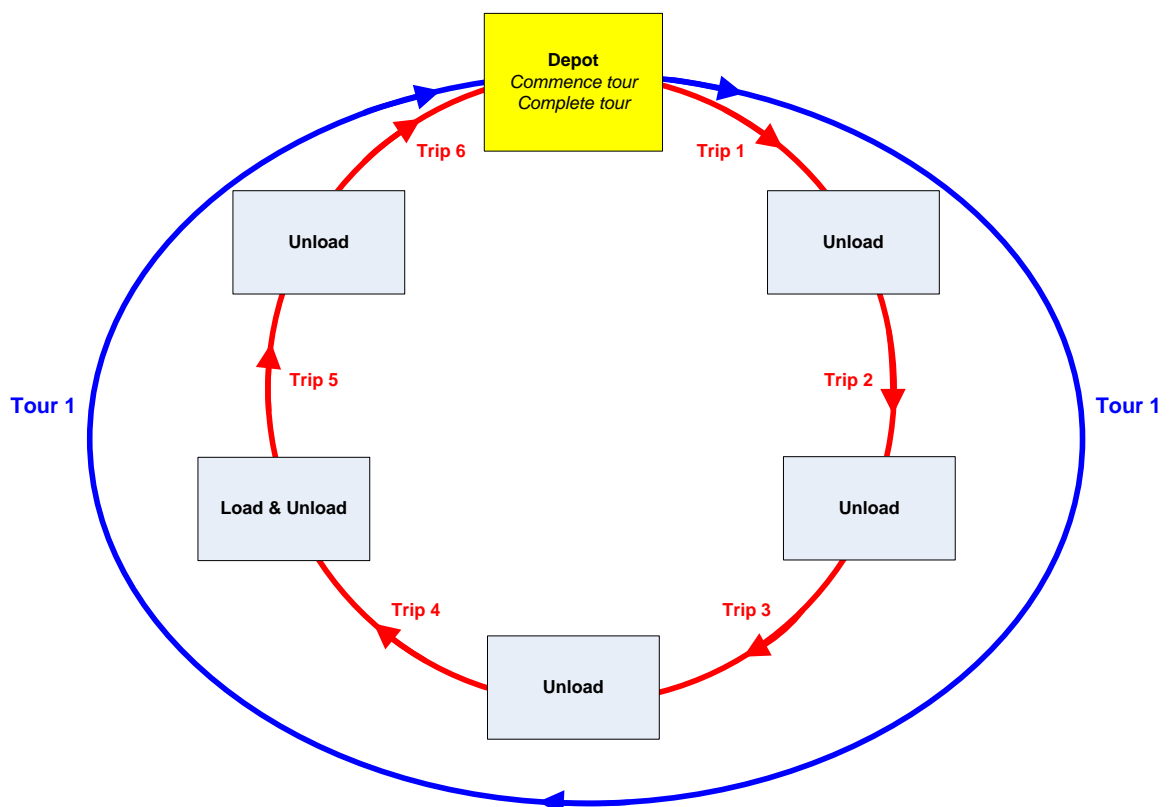 Depot
Commence tour
Complete tour
Trip 6
Trip 1
Unload
Unload
Trip 5
Trip 2
Tour 1
Tour 1
Load & Unload
Unload
Trip 4
Trip 3
Unload